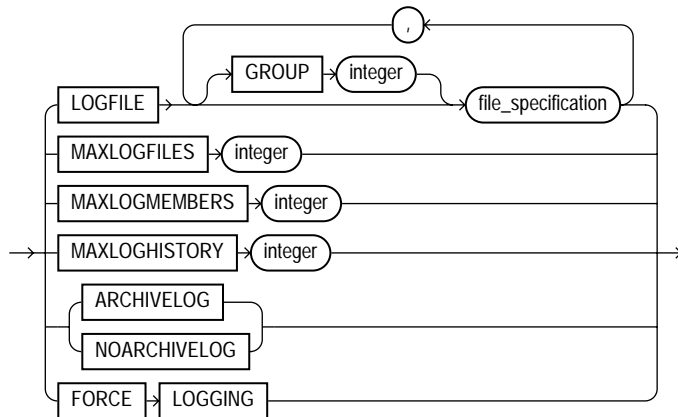 ,
GROUP integer
LOGFILE file_specification
MAXLOGFILES integer
MAXLOGMEMBERS integer
MAXLOGHISTORY integer
ARCHIVELOG
NOARCHIVELOG
FORCE LOGGING